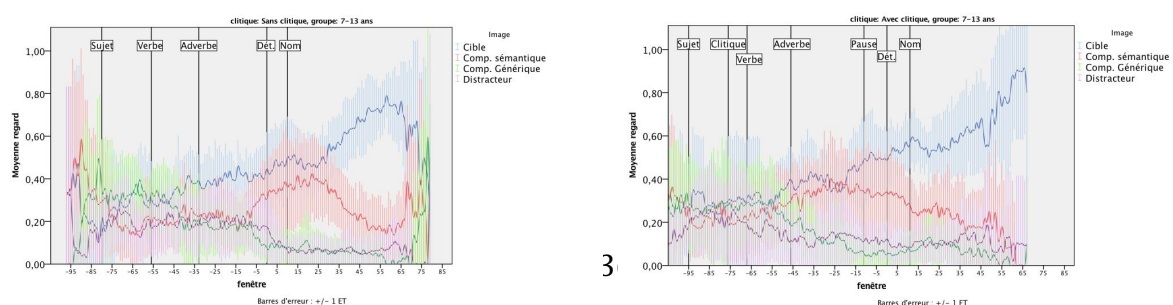 clitique: Sans clitique, groupe: 7-13 ans
Sujet Verbe Adverbe Dét. Nom
Image
Cible
Comp. sémantique
Comp. Générique
Distracteur
Moyenne regard
1,00
0,80
0,60
0,40
0,20
0,00
-95 -85 -75 -65 -55 -45 -35 -25 -15 -5 5 15 25 35 45 55 65 75 85
fenêtre
Barres d'erreur : +/- 1 ET
3
clitique: Avec clitique, groupe: 7-13 ans
Sujet Clitique Verbe Adverbe Pause Det. Nom
Image
Cible
Comp. sémantique
Comp. Générique
Distracteur
Moyenne regard
1,00
0,80
0,60
0,40
0,20
0,00
-95 -85 -75 -65 -55 -45 -35 -25 -15 -5 5 15 25 35 45 55 65 75 85
fenêtre
Barres d'erreur : +/- 1 ET